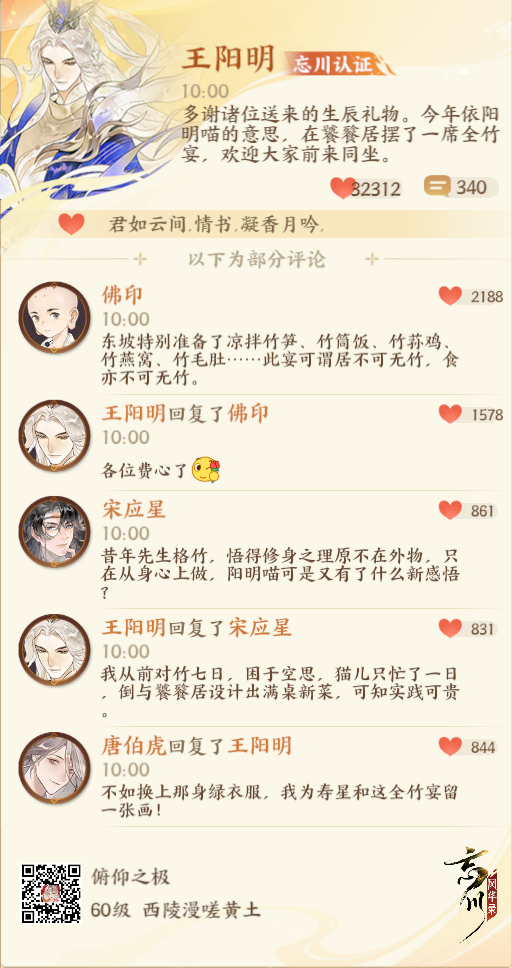 王阳明 忘川认证
10:00
多谢诸位送来的生辰礼物。今年依阳
明喵的意思，在饕餮居摆了一席全竹
宴，欢迎大家前来同坐。
32312 340
君如云间,情书,凝香月吟,
以下为部分评论
佛印 2188
10:00
东坡特别准备了凉拌竹笋、竹筒饭、竹荪鸡、
竹燕窝、竹毛肚……此宴可谓居不可无竹，食
亦不可无竹。
王阳明回复了佛印 1578
10:00
各位费心了
宋应星 861
10:00
昔年先生格竹，悟得修身之理原不在外物，只
在从身心上做，阳明喵可是又有了什么新感悟
？
王阳明回复了宋应星 831
10:00
我从前对竹七日，困于空思，猫儿只忙了一日
，倒与饕餮居设计出满桌新菜，可知实践可贵
。
唐伯虎回复了王阳明 844
10:00
不如换上那身绿衣服，我为寿星和这全竹宴留
一张画！
俯仰之极
60级 西陵漫嗟黄土
忘川
风华录